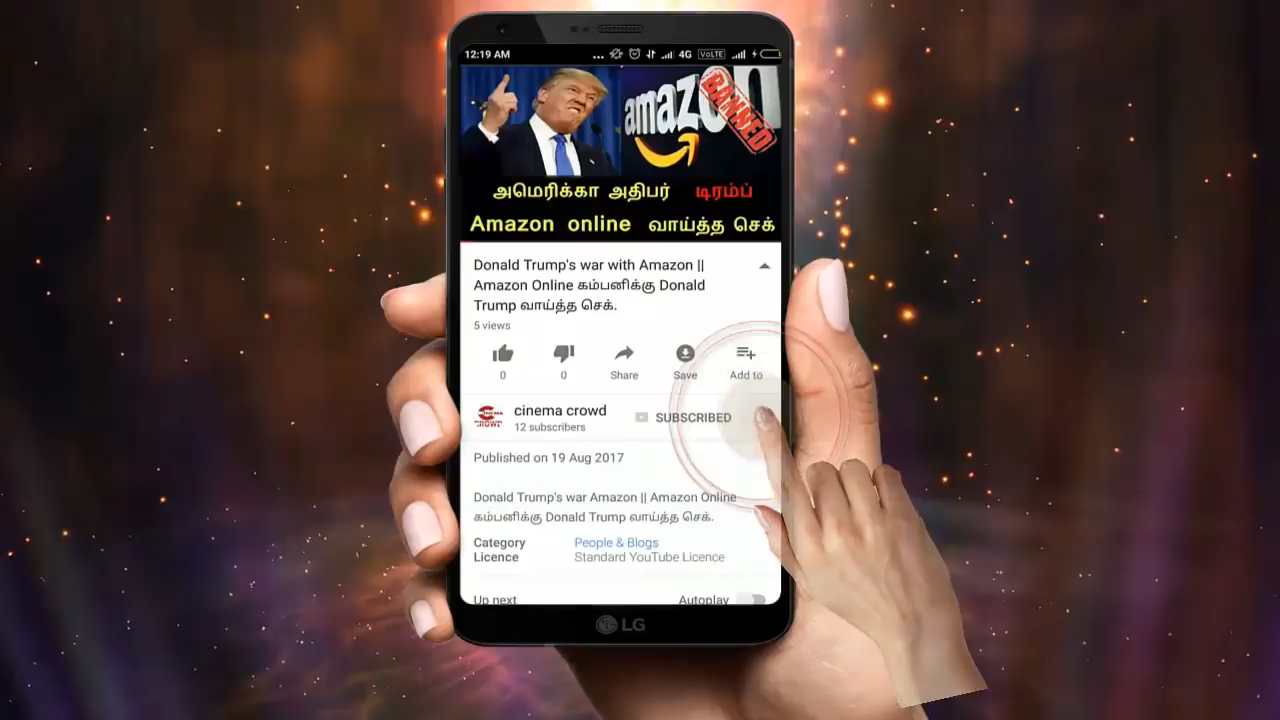 12:19 AM
4G VoLTE
amazon
BANNED
அமெரிக்கா அதிபர் டிரம்ப்
Amazon online வாய்த்த செக்
Donald Trump's war with Amazon ||
Amazon Online கம்பனிக்கு Donald
Trump வாய்த்த செக்.
5 views
0 0 Share Save Add to
CINEMA
CROWD
cinema crowd
SUBSCRIBED
12 subscribers
Published on 19 Aug 2017
Donald Trump's war Amazon || Amazon Online
கம்பனிக்கு Donald Trump வாய்த்த செக்.
Category People & Blogs
Licence Standard YouTube Licence
Up next Autoplay
LG